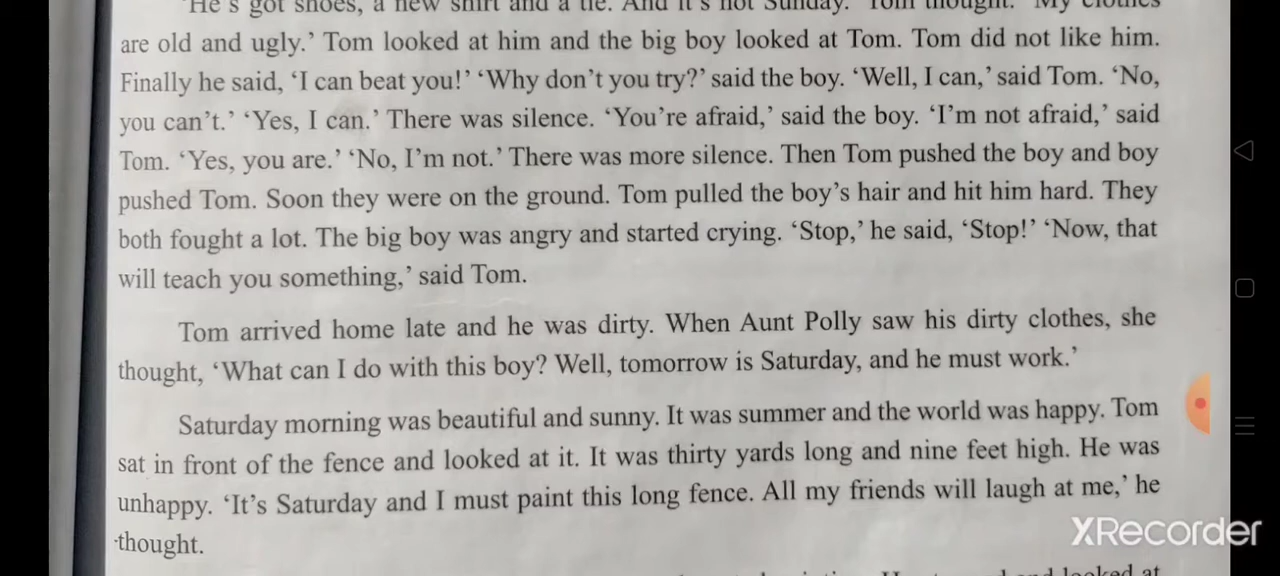 'He's got shoes, a new shirt and a tie. And it's not Sunday.' Tom thought. 'My clothes
are old and ugly.' Tom looked at him and the big boy looked at Tom. Tom did not like him.
Finally he said, 'I can beat you!' 'Why don't you try?' said the boy. 'Well, I can,' said Tom. 'No,
you can't.' 'Yes, I can.' There was silence. 'You're afraid,' said the boy. 'I'm not afraid,' said
Tom. 'Yes, you are.' 'No, I'm not.' There was more silence. Then Tom pushed the boy and boy
pushed Tom. Soon they were on the ground. Tom pulled the boy's hair and hit him hard. They
both fought a lot. The big boy was angry and started crying. 'Stop,' he said, 'Stop!' 'Now, that
will teach you something,' said Tom.
Tom arrived home late and he was dirty. When Aunt Polly saw his dirty clothes, she
thought, 'What can I do with this boy? Well, tomorrow is Saturday, and he must work.'
Saturday morning was beautiful and sunny. It was summer and the world was happy. Tom
sat in front of the fence and looked at it. It was thirty yards long and nine feet high. He was
unhappy. 'It's Saturday and I must paint this long fence. All my friends will laugh at me,' he
thought.
XRecorder
and looked at